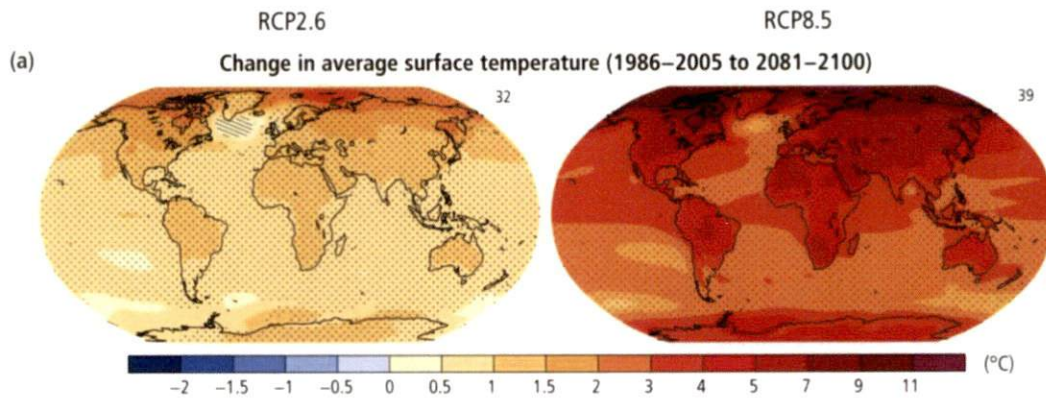 RCP2.6 RCP8.5
(a) Change in average surface temperature (1986–2005 to 2081–2100)
32 39
(°C)
−2 −1.5 −1 −0.5 0 0.5 1 1.5 2 3 4 5 7 9 11